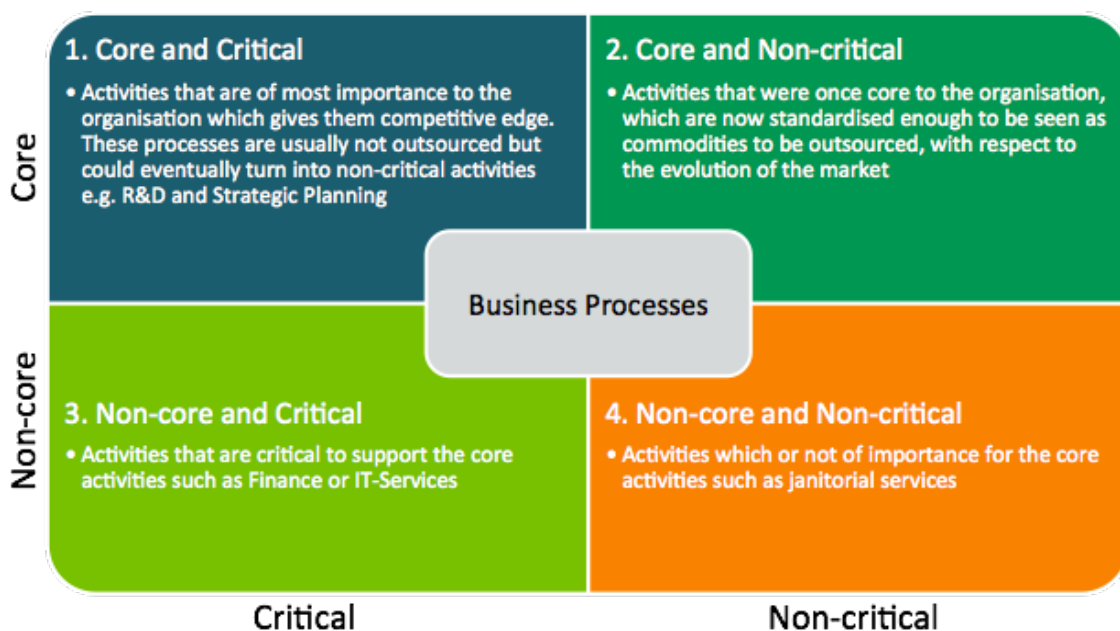 1. Core and Critical
• Activities that are of most importance to the
organisation which gives them competitive edge.
These processes are usually not outsourced but
could eventually turn into non-critical activities
e.g. R&D and Strategic Planning
2. Core and Non-critical
• Activities that were once core to the organisation,
which are now standardised enough to be seen as
commodities to be outsourced, with respect to
the evolution of the market
Core
Business Processes
Non-core
3. Non-core and Critical
• Activities that are critical to support the core
activities such as Finance or IT-Services
4. Non-core and Non-critical
• Activities which or not of importance for the core
activities such as janitorial services
Critical
Non-critical